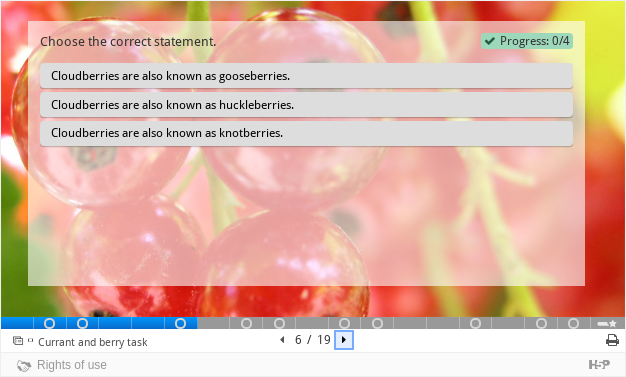 Choose the correct statement.
Progress: 0/4
Cloudberries are also known as gooseberries.
Cloudberries are also known as huckleberries.
Cloudberries are also known as knotberries.
Currant and berry task
6 / 19
Rights of use
H5P